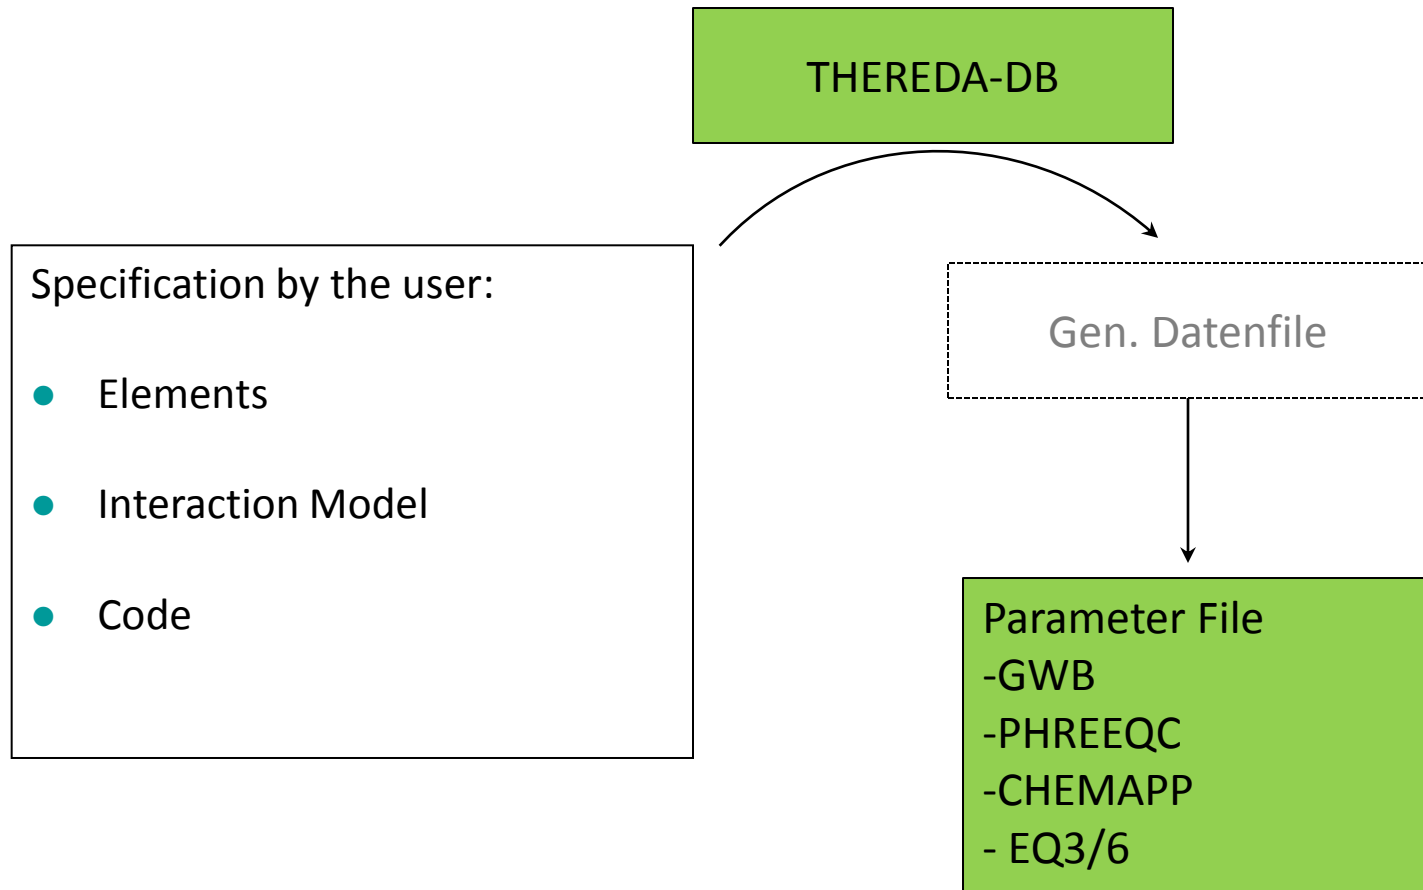 THEREDA-DB
Specification by the user:
● Elements
● Interaction Model
● Code
Gen. Datenfile
Parameter File
-GWB
-PHREEQC
-CHEMAPP
- EQ3/6